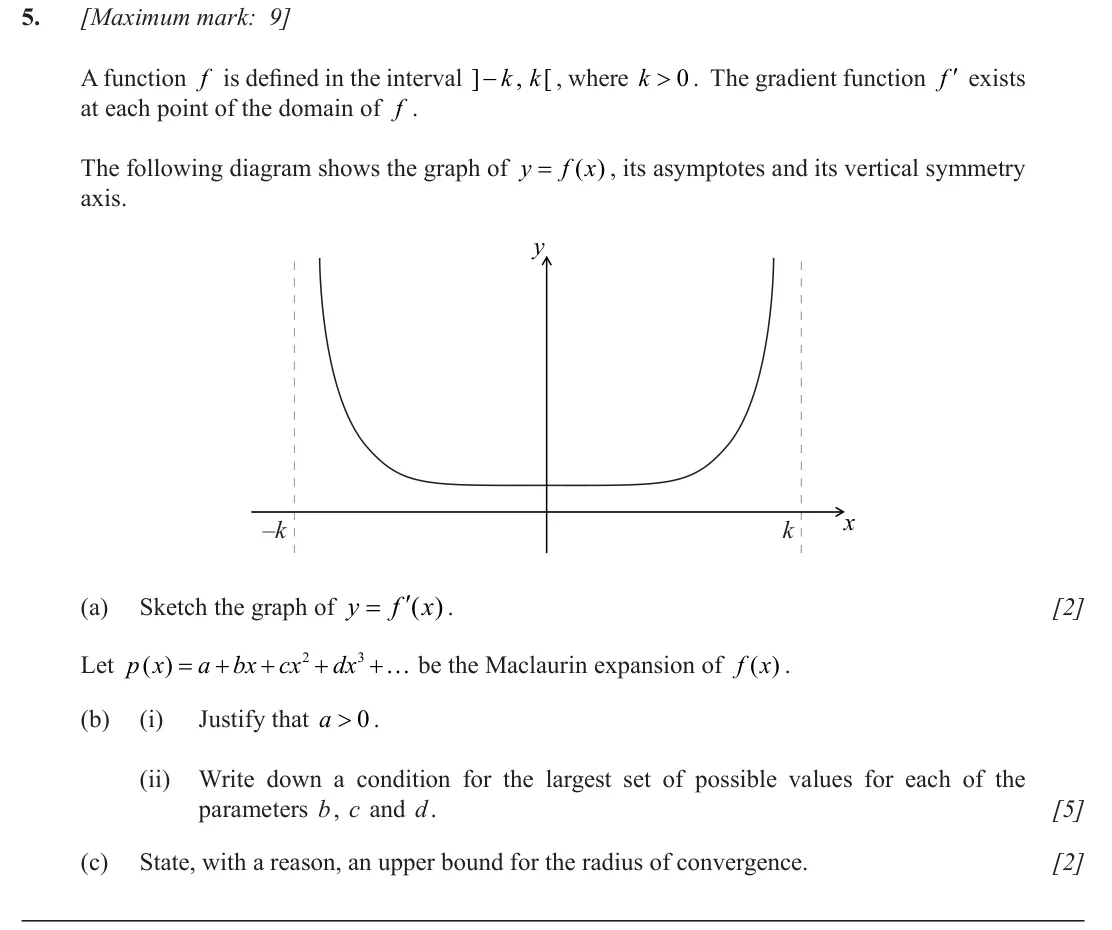 5. [Maximum mark: 9]
A function f is defined in the interval ]−k, k[, where k > 0. The gradient function f′ exists
at each point of the domain of f.
The following diagram shows the graph of y = f(x), its asymptotes and its vertical symmetry
axis.
y
–k
k
x
(a) Sketch the graph of y = f′(x). [2]
Let p(x) = a + bx + cx² + dx³ + … be the Maclaurin expansion of f(x).
(b) (i) Justify that a > 0.
(ii) Write down a condition for the largest set of possible values for each of the
parameters b, c and d. [5]
(c) State, with a reason, an upper bound for the radius of convergence. [2]